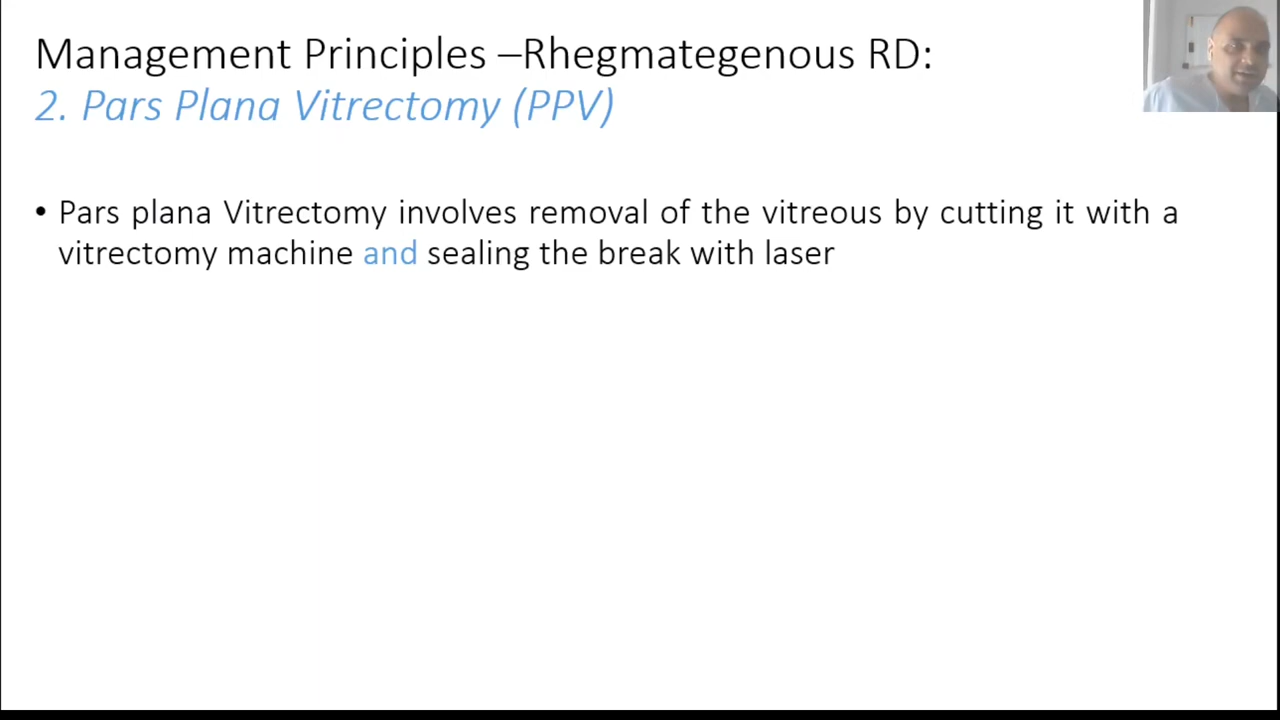 Management Principles –Rhegmategenous RD:
2. Pars Plana Vitrectomy (PPV)
• Pars plana Vitrectomy involves removal of the vitreous by cutting it with a
vitrectomy machine and sealing the break with laser